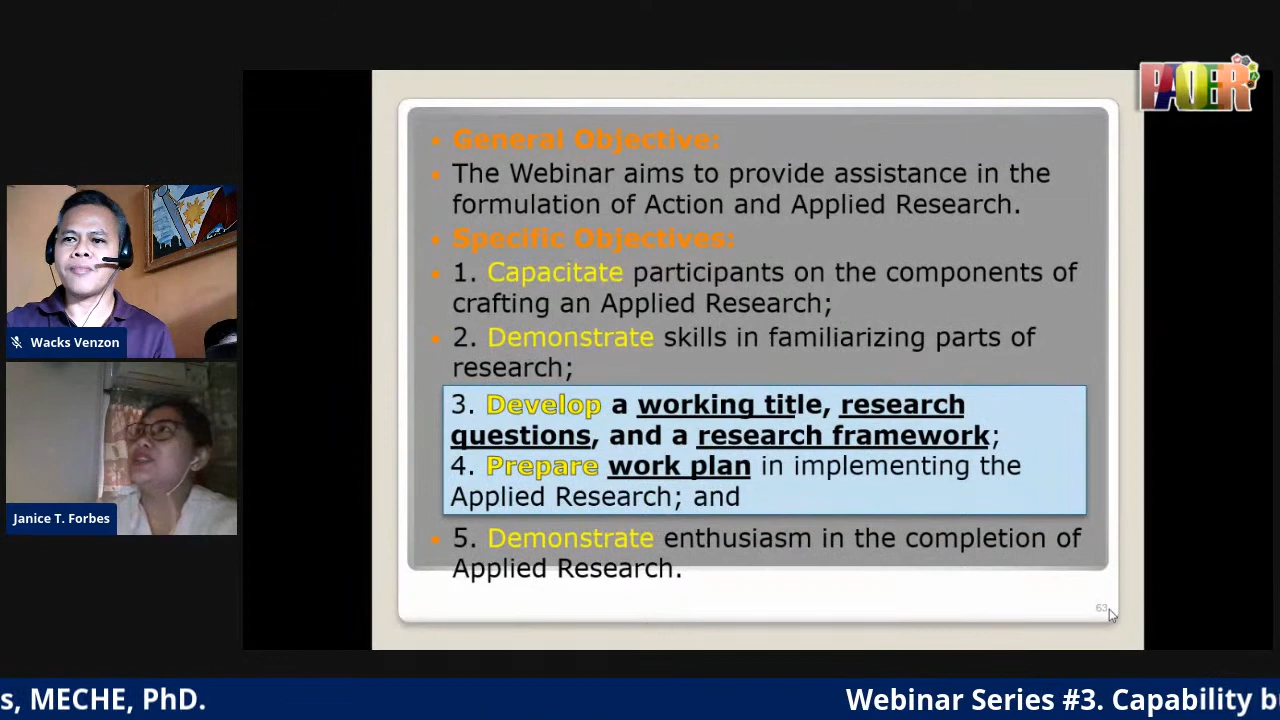 PAOER
General Objective:
The Webinar aims to provide assistance in the
formulation of Action and Applied Research.
Specific Objectives:
1. Capacitate participants on the components of
crafting an Applied Research;
2. Demonstrate skills in familiarizing parts of
research;
3. Develop a working title, research
questions, and a research framework;
4. Prepare work plan in implementing the
Applied Research; and
5. Demonstrate enthusiasm in the completion of
Applied Research.
63
Wacks Venzon
Janice T. Forbes
s, MECHE, PhD.
Webinar Series #3. Capability b